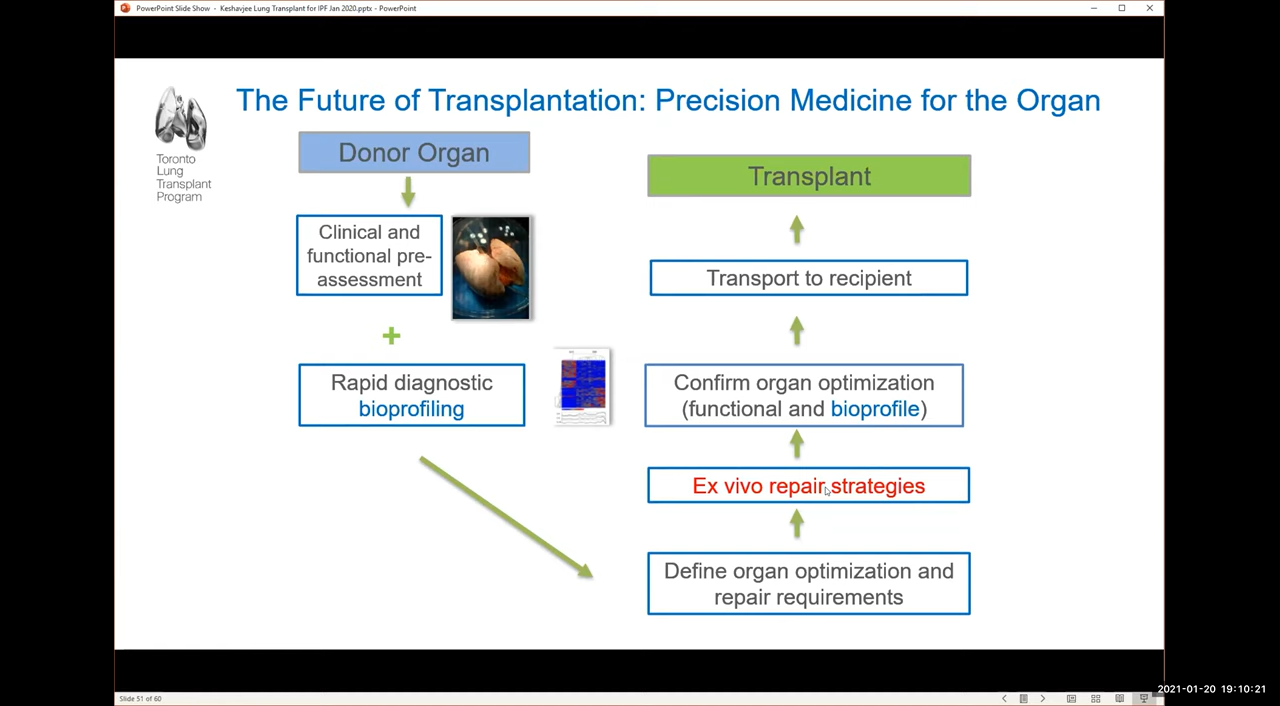 PowerPoint Slide Show - Keshavjee Lung Transplant for IPF Jan 2020.pptx - PowerPoint
The Future of Transplantation: Precision Medicine for the Organ
Toronto
Lung
Transplant
Program
Donor Organ
Clinical and
functional pre-
assessment
+
Rapid diagnostic
bioprofiling
Transplant
Transport to recipient
Confirm organ optimization
(functional and bioprofile)
Ex vivo repair strategies
Define organ optimization and
repair requirements
Slide 51 of 60
2021-01-20 19:10:21